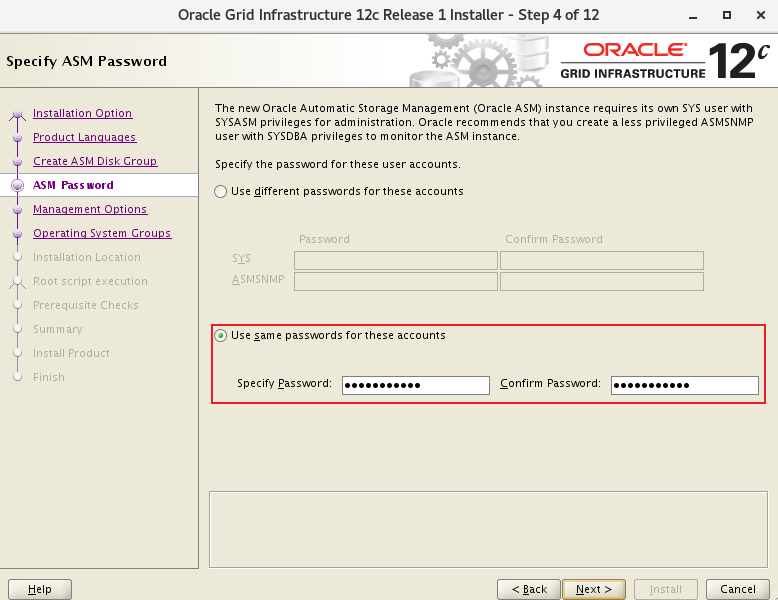 Oracle Grid Infrastructure 12c Release 1 Installer - Step 4 of 12
Specify ASM Password
ORACLE
GRID INFRASTRUCTURE
12c
Installation Option
Product Languages
Create ASM Disk Group
ASM Password
Management Options
Operating System Groups
Installation Location
Root script execution
Prerequisite Checks
Summary
Install Product
Finish
The new Oracle Automatic Storage Management (Oracle ASM) instance requires its own SYS user with
SYSASM privileges for administration. Oracle recommends that you create a less privileged ASMSNMP
user with SYSDBA privileges to monitor the ASM instance.
Specify the password for these user accounts.
Use different passwords for these accounts
Password Confirm Password
SYS
ASMSNMP
Use same passwords for these accounts
Specify Password: ●●●●●●●●●●● Confirm Password: ●●●●●●●●●●●
Help < Back Next > Install Cancel